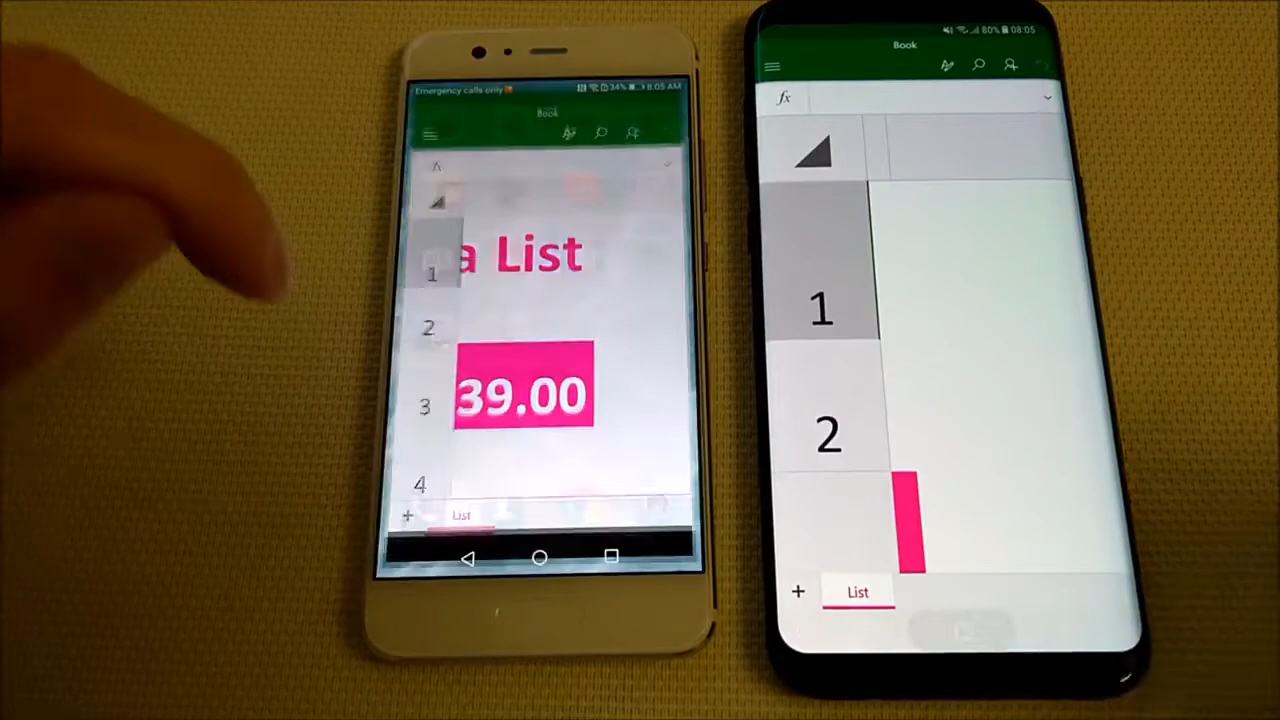 Emergency calls only 34% 8:05 AM
Book
fx
a List
1
2
39.00
3
4
+ List
80% 08:05
Book
fx
1
2
+ List